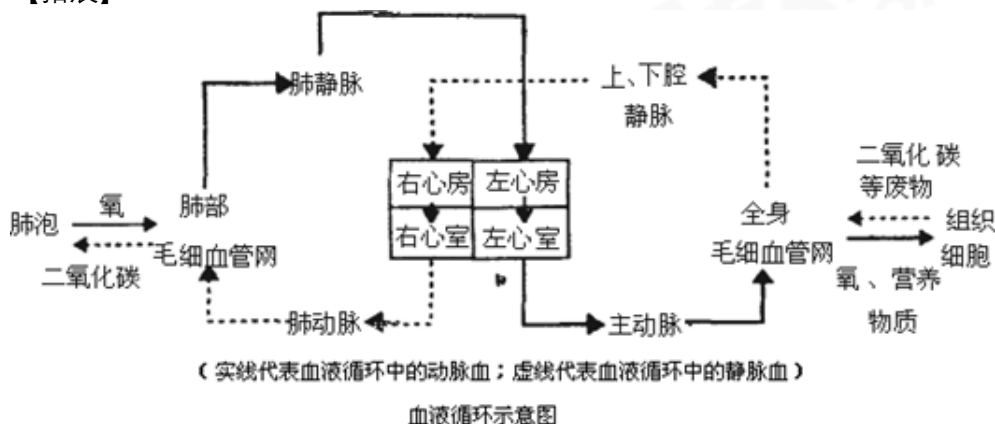 肺静脉
上、下腔
静脉
右心房
左心房
右心室
左心室
肺泡
氧
二氧化碳
肺部
毛细血管网
肺动脉
主动脉
全身
毛细血管网
二氧化 碳
等废物
组织
细胞
氧 、营养
物质
（实线代表血液循环中的动脉血；虚线代表血液循环中的静脉血）
血液循环示意图